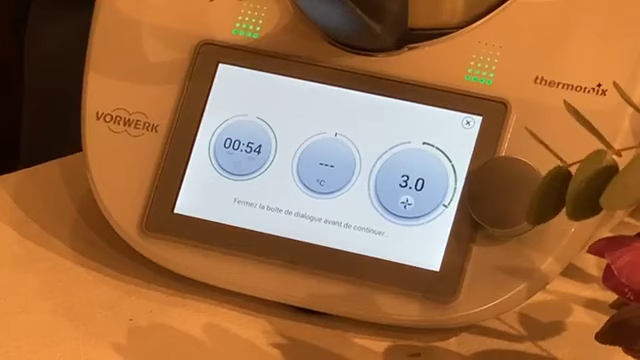 VORWERK
thermomix
00:54
---
°C
3.0
Fermez la boîte de dialogue avant de continuer...